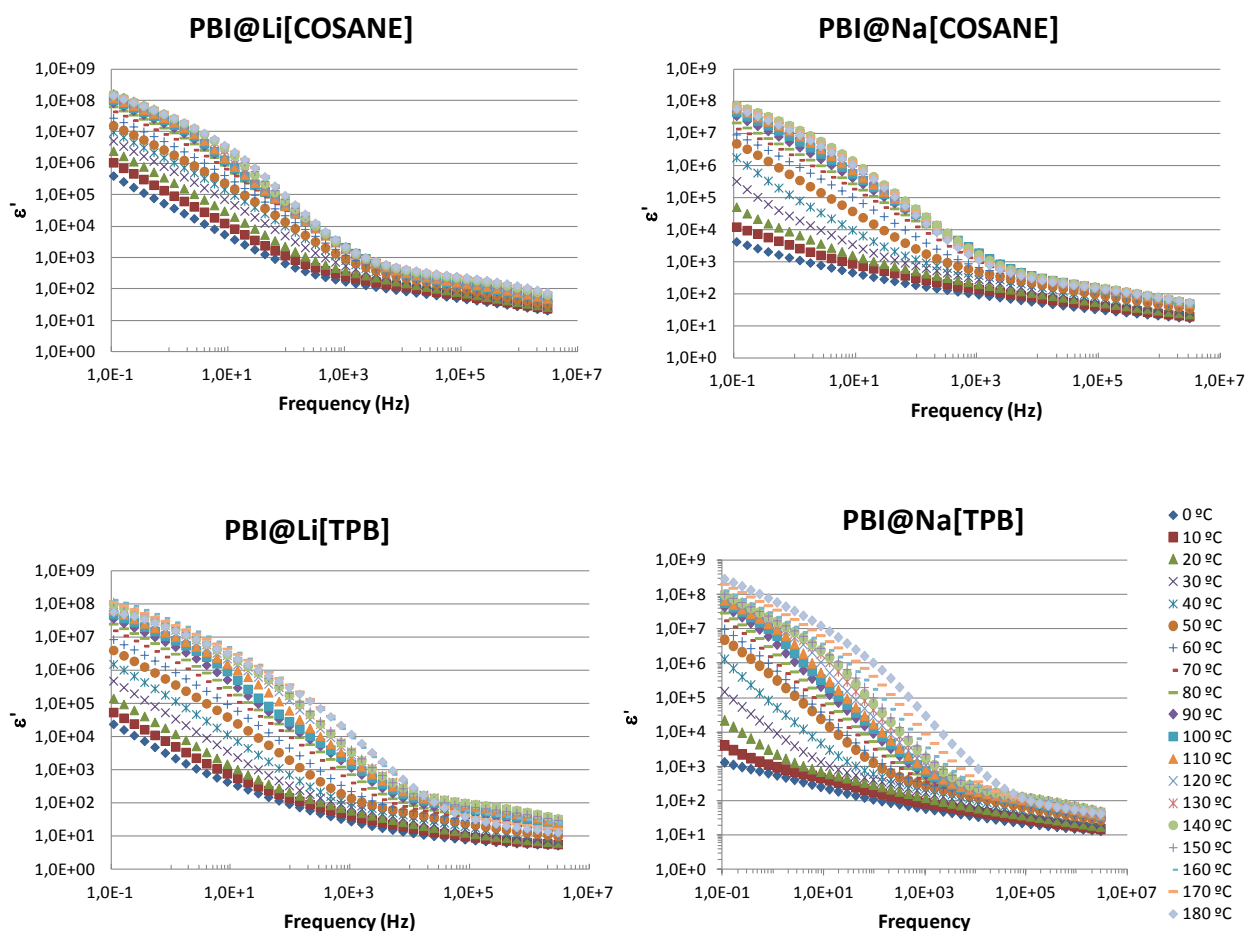 PBI@Li[COSANE]
1,0E+09
1,0E+08
1,0E+07
1,0E+06
1,0E+05
1,0E+04
1,0E+03
1,0E+02
1,0E+01
1,0E+00
ε'
1,0E-1
1,0E+1
1,0E+3
1,0E+5
1,0E+7
Frequency (Hz)
PBI@Na[COSANE]
1,0E+9
1,0E+8
1,0E+7
1,0E+6
1,0E+5
1,0E+4
1,0E+3
1,0E+2
1,0E+1
1,0E+0
ε'
1,0E-1
1,0E+1
1,0E+3
1,0E+5
1,0E+7
Frequency (Hz)
PBI@Li[TPB]
1,0E+09
1,0E+08
1,0E+07
1,0E+06
1,0E+05
1,0E+04
1,0E+03
1,0E+02
1,0E+01
1,0E+00
ε'
1,0E-01
1,0E+01
1,0E+03
1,0E+05
1,0E+07
Frequency (Hz)
PBI@Na[TPB]
1,0E+9
1,0E+8
1,0E+7
1,0E+6
1,0E+5
1,0E+4
1,0E+3
1,0E+2
1,0E+1
1,0E+0
ε'
1,0E-01
1,0E+01
1,0E+03
1,0E+05
1,0E+07
Frequency
0 ºC
10 ºC
20 ºC
30 ºC
40 ºC
50 ºC
60 ºC
70 ºC
80 ºC
90 ºC
100 ºC
110 ºC
120 ºC
130 ºC
140 ºC
150 ºC
160 ºC
170 ºC
180 ºC